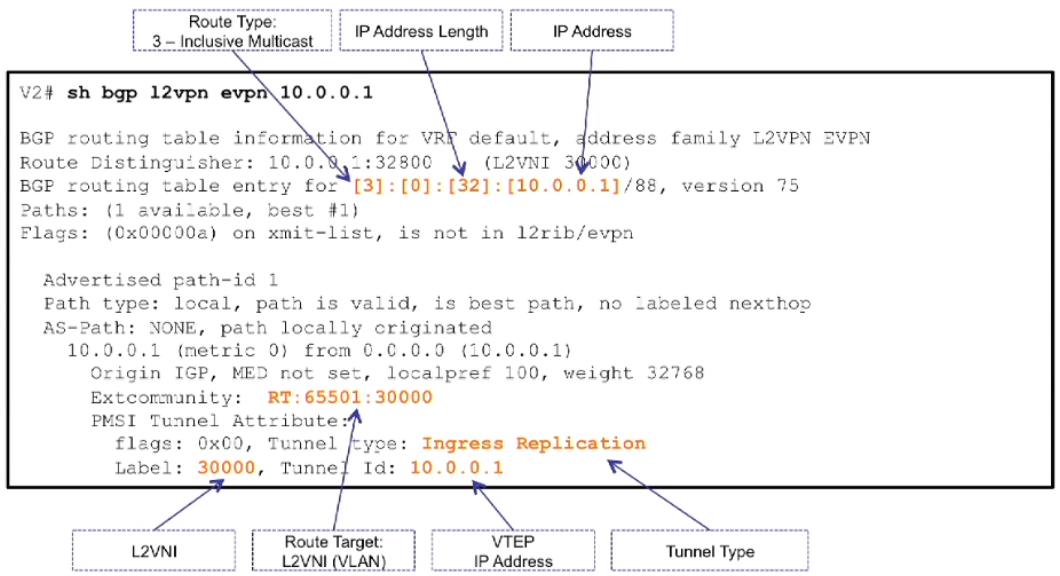 Route Type:
3 – Inclusive Multicast
IP Address Length
IP Address
V2# sh bgp l2vpn evpn 10.0.0.1
BGP routing table information for VRF default, address family L2VPN EVPN
Route Distinguisher: 10.0.0.1:32800 (L2VNI 30000)
BGP routing table entry for [3]:[0]:[32]:[10.0.0.1]/88, version 75
Paths: (1 available, best #1)
Flags: (0x00000a) on xmit-list, is not in l2rib/evpn
Advertised path-id 1
Path type: local, path is valid, is best path, no labeled nexthop
AS-Path: NONE, path locally originated
10.0.0.1 (metric 0) from 0.0.0.0 (10.0.0.1)
Origin IGP, MED not set, localpref 100, weight 32768
Extcommunity: RT:65501:30000
PMSI Tunnel Attribute:
flags: 0x00, Tunnel type: Ingress Replication
Label: 30000, Tunnel Id: 10.0.0.1
L2VNI
Route Target:
L2VNI (VLAN)
VTEP
IP Address
Tunnel Type